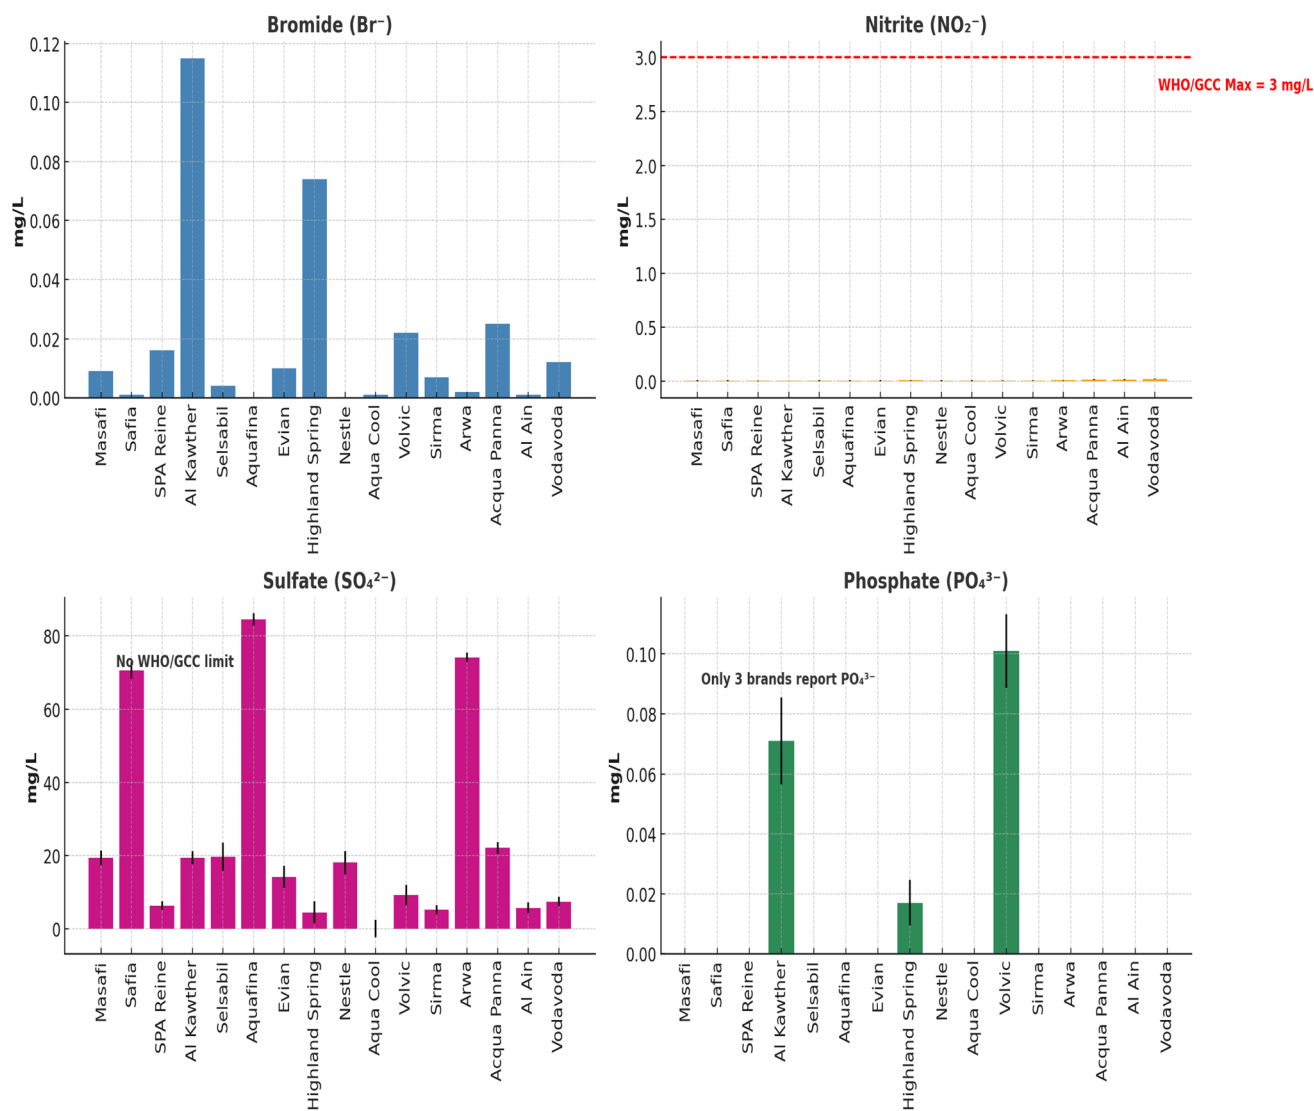 Bromide (Br⁻)
mg/L
0.12
0.10
0.08
0.06
0.04
0.02
0.00
Masafi
Safia
SPA Reine
Al Kawther
Selsabil
Aquafina
Evian
Highland Spring
Nestle
Aqua Cool
Volvic
Sirma
Arwa
Acqua Panna
Al Ain
Vodavoda
Nitrite (NO₂⁻)
mg/L
3.0
2.5
2.0
1.5
1.0
0.5
0.0
WHO/GCC Max = 3 mg/L
Masafi
Safia
SPA Reine
Al Kawther
Selsabil
Aquafina
Evian
Highland Spring
Nestle
Aqua Cool
Volvic
Sirma
Arwa
Acqua Panna
Al Ain
Vodavoda
Sulfate (SO₄²⁻)
mg/L
80
60
40
20
0
No WHO/GCC limit
Masafi
Safia
SPA Reine
Al Kawther
Selsabil
Aquafina
Evian
Highland Spring
Nestle
Aqua Cool
Volvic
Sirma
Arwa
Acqua Panna
Al Ain
Vodavoda
Phosphate (PO₄³⁻)
mg/L
0.10
0.08
0.06
0.04
0.02
0.00
Only 3 brands report PO₄³⁻
Masafi
Safia
SPA Reine
Al Kawther
Selsabil
Aquafina
Evian
Highland Spring
Nestle
Aqua Cool
Volvic
Sirma
Arwa
Acqua Panna
Al Ain
Vodavoda